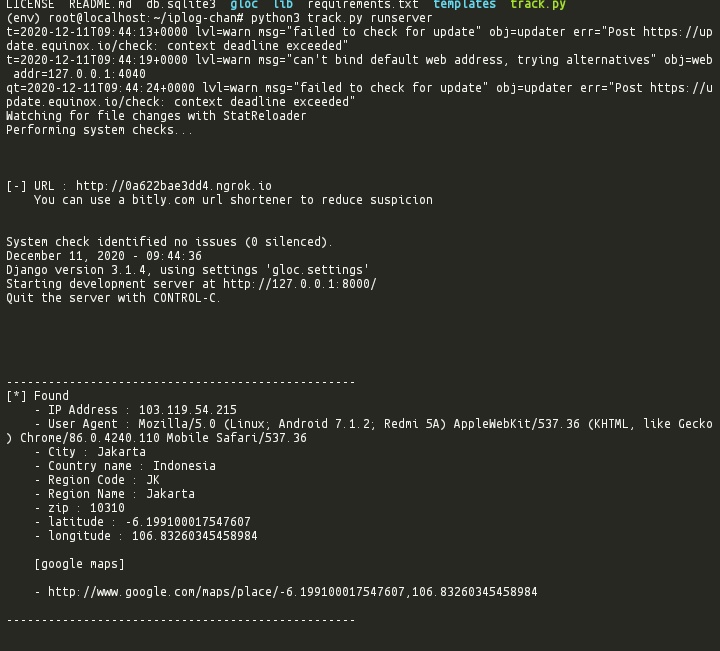 LICENSE  README.md  db.sqlite3  gloc  lib  requirements.txt  templates  track.py
(env) root@localhost:~/iplog-chan# python3 track.py runserver
t=2020-12-11T09:44:13+0000 lvl=warn msg="failed to check for update" obj=updater err="Post https://up
date.equinox.io/check: context deadline exceeded"
t=2020-12-11T09:44:19+0000 lvl=warn msg="can't bind default web address, trying alternatives" obj=web
 addr=127.0.0.1:4040
qt=2020-12-11T09:44:24+0000 lvl=warn msg="failed to check for update" obj=updater err="Post https://u
pdate.equinox.io/check: context deadline exceeded"
Watching for file changes with StatReloader
Performing system checks...
[-] URL : http://0a622bae3dd4.ngrok.io
    You can use a bitly.com url shortener to reduce suspicion
System check identified no issues (0 silenced).
December 11, 2020 - 09:44:36
Django version 3.1.4, using settings 'gloc.settings'
Starting development server at http://127.0.0.1:8000/
Quit the server with CONTROL-C.
--------------------------------------------------
[*] Found
    - IP Address : 103.119.54.215
    - User Agent : Mozilla/5.0 (Linux; Android 7.1.2; Redmi 5A) AppleWebKit/537.36 (KHTML, like Gecko
) Chrome/86.0.4240.110 Mobile Safari/537.36
    - City : Jakarta
    - Country name : Indonesia
    - Region Code : JK
    - Region Name : Jakarta
    - zip : 10310
    - latitude : -6.199100017547607
    - longitude : 106.83260345458984
    [google maps]
    - http://www.google.com/maps/place/-6.199100017547607,106.83260345458984
--------------------------------------------------